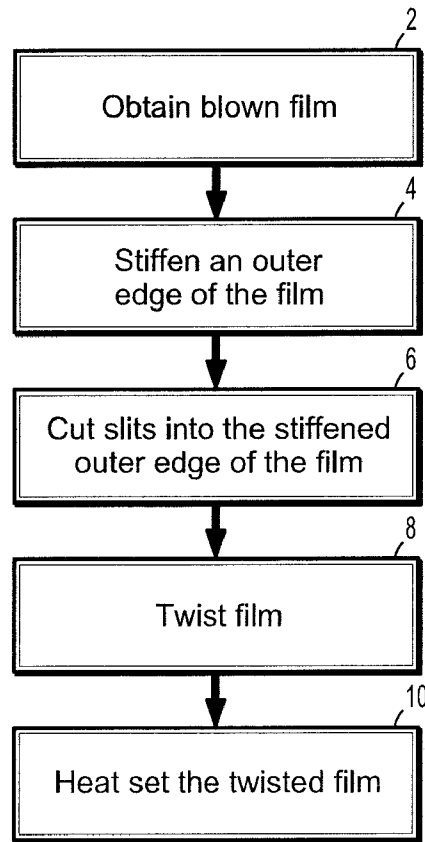 2
Obtain blown film
4
Stiffen an outer
edge of the film
6
Cut slits into the stiffened
outer edge of the film
8
Twist film
10
Heat set the twisted film